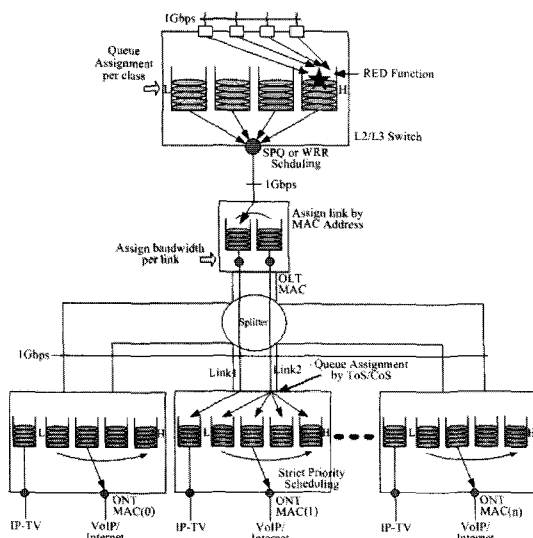 1Gbps
Queue
Assignment
per class
RED Function
L
H
L2/L3 Switch
SPQ or WRR
Schduling
1Gbps
Assign link by
MAC Address
Assign bandwidth
per link
OLT
MAC
Splitter
1Gbps
Link1
Link2
Queue Assignment
by ToS/CoS
L
H
L
H
L
H
Strict Priority
Scheduling
ONT
MAC(0)
ONT
MAC(1)
ONT
MAC(n)
IP-TV
VoIP/
Internet
IP-TV
VoIP/
Internet
IP-TV
VoIP/
Internet